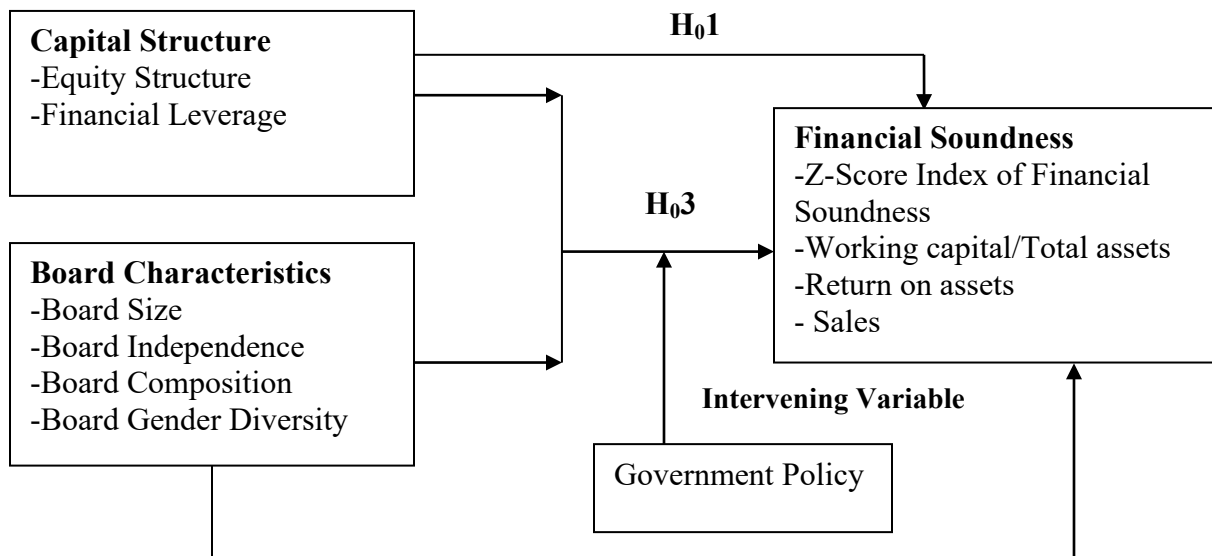 H₀1
Capital Structure
-Equity Structure
-Financial Leverage
Financial Soundness
-Z-Score Index of Financial
Soundness
-Working capital/Total assets
-Return on assets
- Sales
H₀3
Board Characteristics
-Board Size
-Board Independence
-Board Composition
-Board Gender Diversity
Intervening Variable
Government Policy